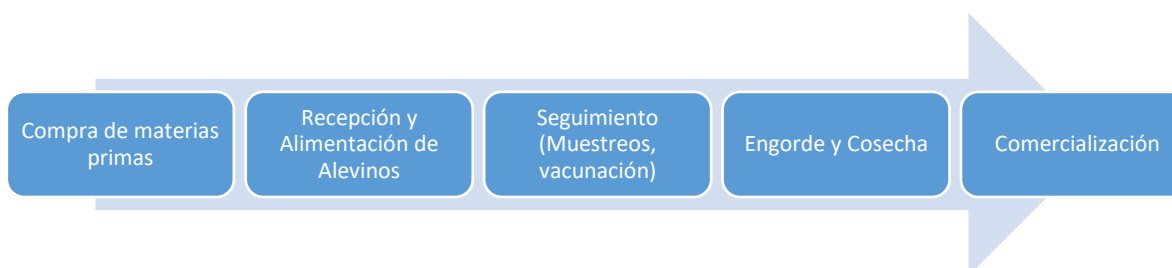 Compra de materias
primas
Recepción y
Alimentación de
Alevinos
Seguimiento
(Muestreos,
vacunación)
Engorde y Cosecha
Comercialización